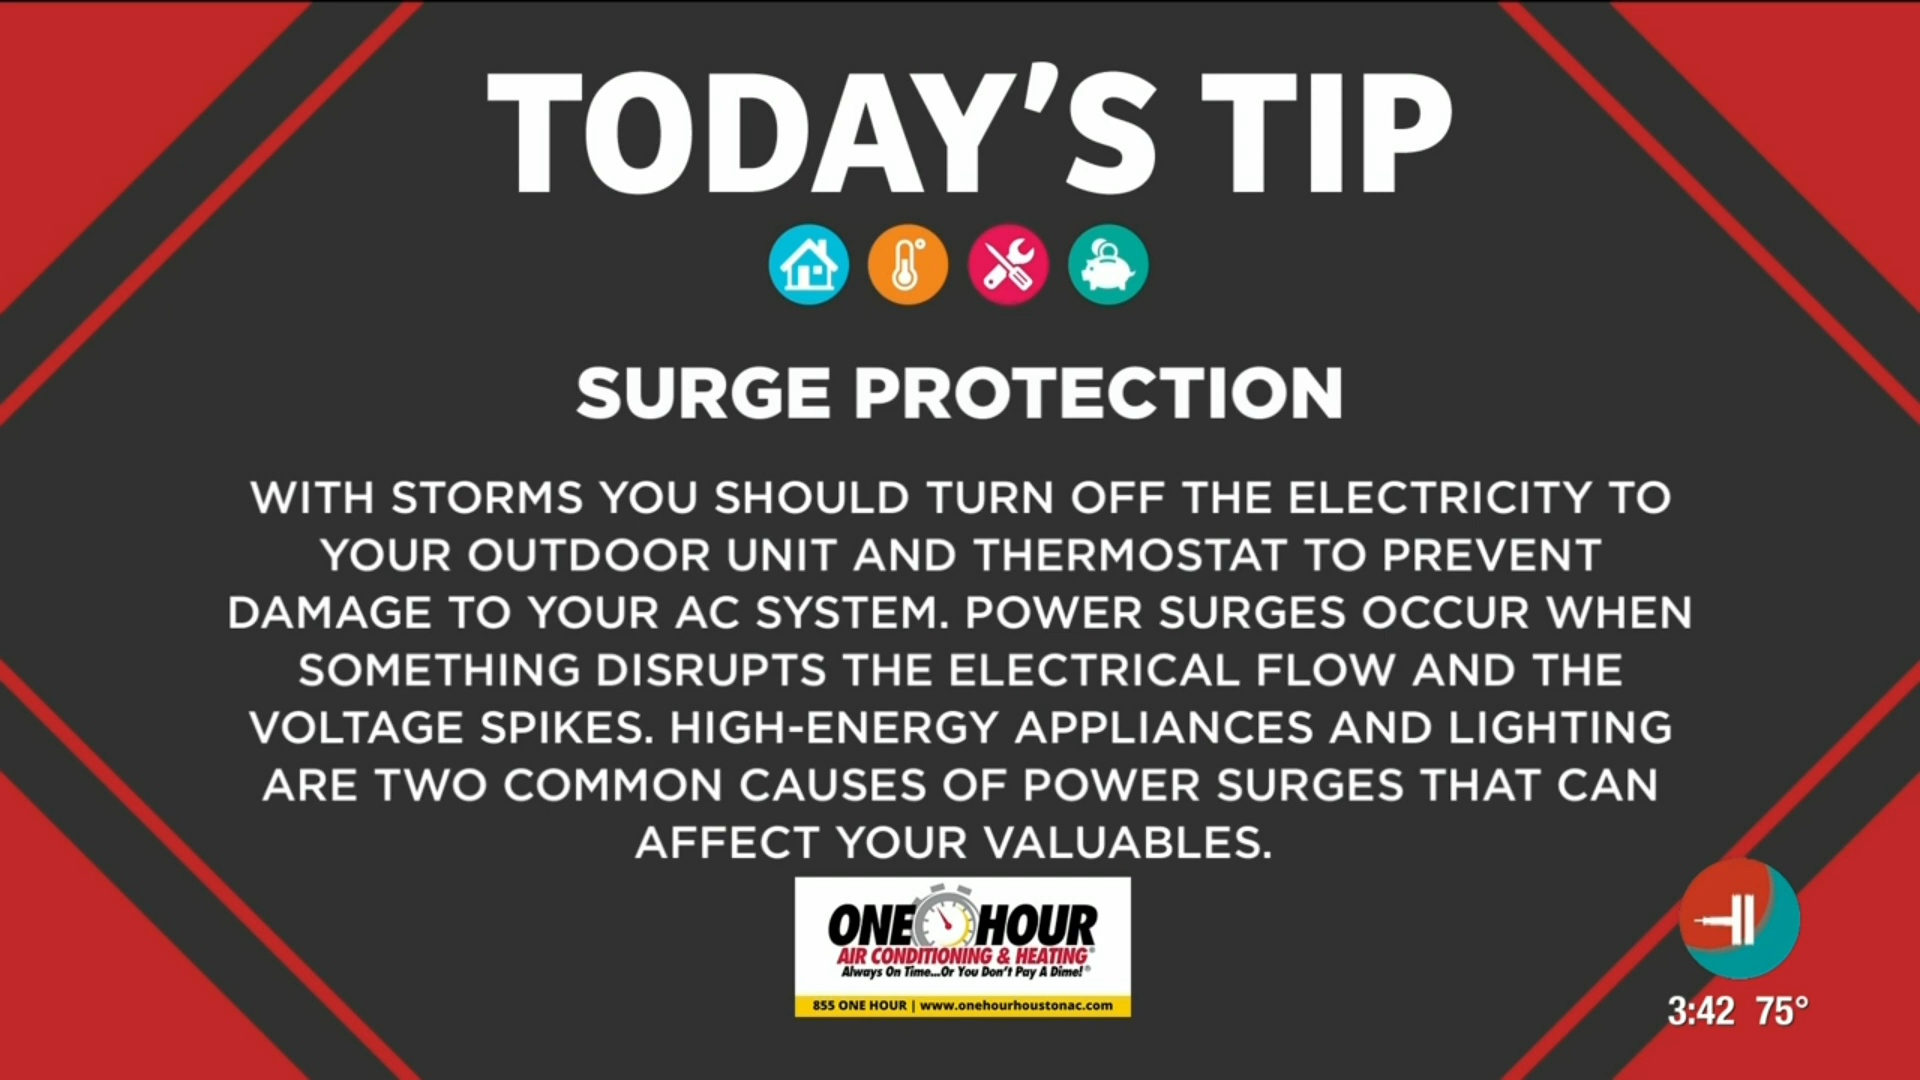 TODAY'S TIP
SURGE PROTECTION
WITH STORMS YOU SHOULD TURN OFF THE ELECTRICITY TO
YOUR OUTDOOR UNIT AND THERMOSTAT TO PREVENT
DAMAGE TO YOUR AC SYSTEM. POWER SURGES OCCUR WHEN
SOMETHING DISRUPTS THE ELECTRICAL FLOW AND THE
VOLTAGE SPIKES. HIGH-ENERGY APPLIANCES AND LIGHTING
ARE TWO COMMON CAUSES OF POWER SURGES THAT CAN
AFFECT YOUR VALUABLES.
ONE HOUR
AIR CONDITIONING & HEATING®
Always On Time...Or You Don't Pay A Dime!®
855 ONE HOUR | www.onehourhoustonac.com
3:42 75°